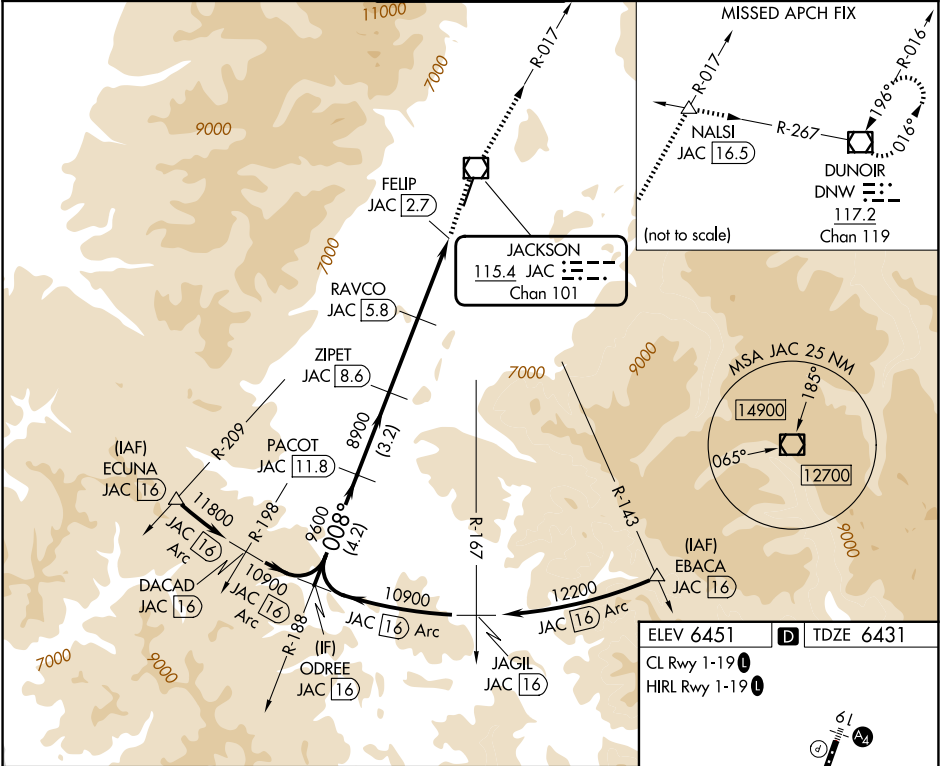 11000
7000
R-017
9000
FELIP
JAC 2.7
7000
JACKSON
115.4 JAC
Chan 101
RAVCO
JAC 5.8
ZIPET
JAC 8.6
8900
(3.2)
PACOT
JAC 11.8
9600
008°
(4.2)
(IAF)
ECUNA
JAC 16
R-209
11800
JAC 16
Arc
R-198
DACAD
JAC 16
10900
JAC 16
Arc
R-188
(IF)
ODREE
JAC 16
10900
JAC 16 Arc
R-167
JAGIL
JAC 16
12200
JAC 16 Arc
R-143
(IAF)
EBACA
JAC 16
7000
9000
7000
9000
9000
MISSED APCH FIX
R-017
NALSI
JAC 16.5
R-267
R-016
196°
016°
DUNOIR
DNW
117.2
Chan 119
(not to scale)
MSA JAC 25 NM
14900
185°
065°
12700
ELEV 6451 D TDZE 6431
CL Rwy 1-19 L
HIRL Rwy 1-19 L
19
A4
P